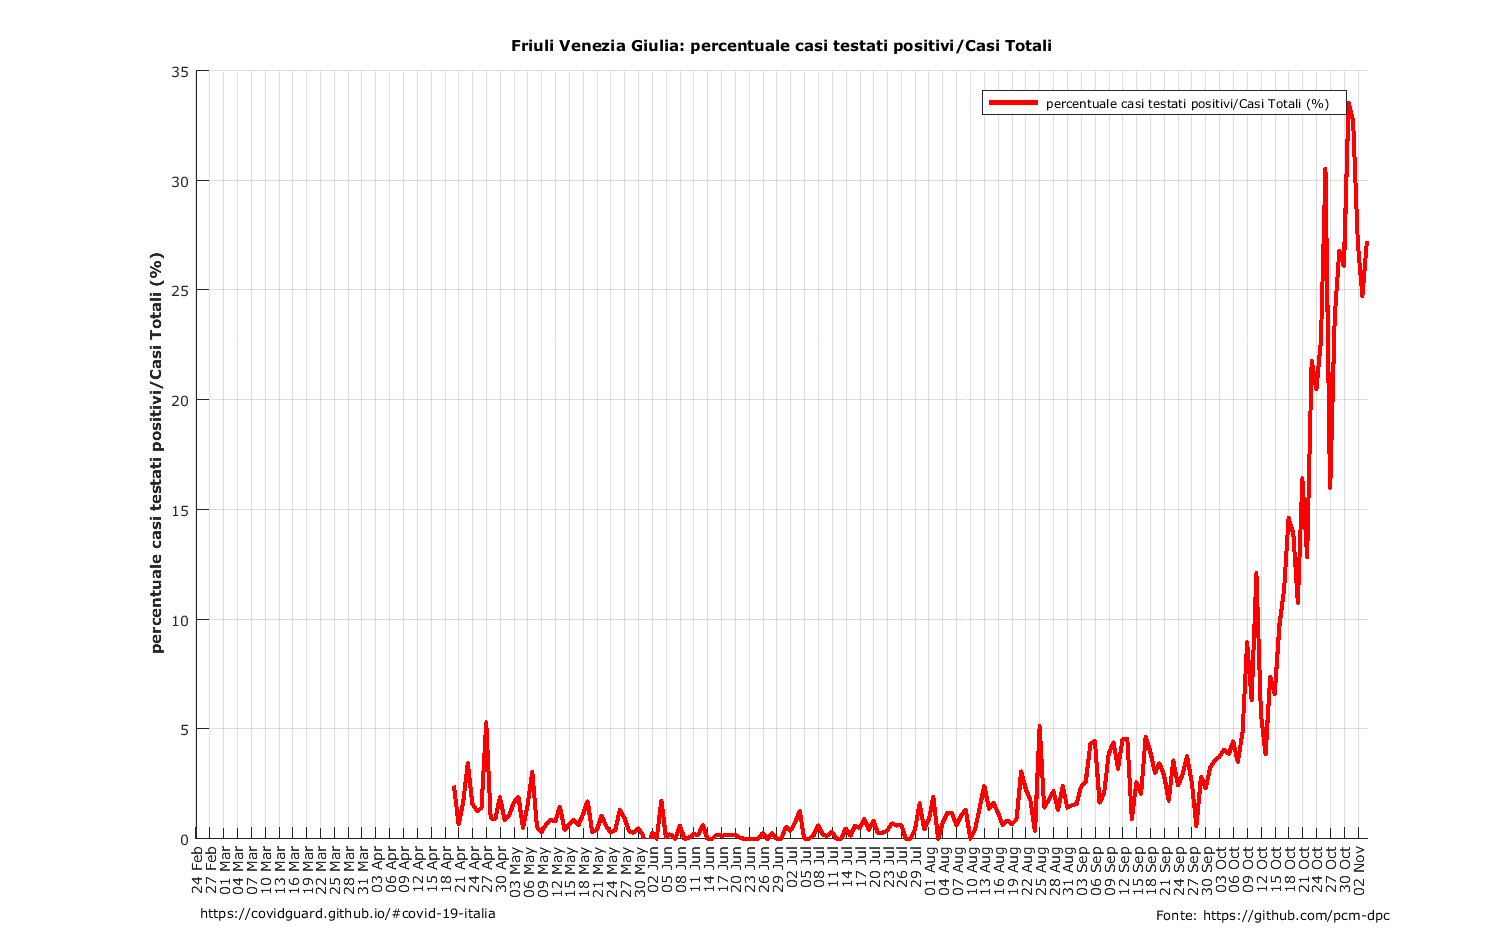 Friuli Venezia Giulia: percentuale casi testati positivi/Casi Totali
percentuale casi testati positivi/Casi Totali (%)
percentuale casi testati positivi/Casi Totali (%)
35
30
25
20
15
10
5
0
24 Feb
27 Feb
01 Mar
04 Mar
07 Mar
10 Mar
13 Mar
16 Mar
19 Mar
22 Mar
25 Mar
28 Mar
31 Mar
03 Apr
06 Apr
09 Apr
12 Apr
15 Apr
18 Apr
21 Apr
24 Apr
27 Apr
30 Apr
03 May
06 May
09 May
12 May
15 May
18 May
21 May
24 May
27 May
30 May
02 Jun
05 Jun
08 Jun
11 Jun
14 Jun
17 Jun
20 Jun
23 Jun
26 Jun
29 Jun
02 Jul
05 Jul
08 Jul
11 Jul
14 Jul
17 Jul
20 Jul
23 Jul
26 Jul
29 Jul
01 Aug
04 Aug
07 Aug
10 Aug
13 Aug
16 Aug
19 Aug
22 Aug
25 Aug
28 Aug
31 Aug
03 Sep
06 Sep
09 Sep
12 Sep
15 Sep
18 Sep
21 Sep
24 Sep
27 Sep
30 Sep
03 Oct
06 Oct
09 Oct
12 Oct
15 Oct
18 Oct
21 Oct
24 Oct
27 Oct
30 Oct
02 Nov
https://covidguard.github.io/#covid-19-italia
Fonte: https://github.com/pcm-dpc